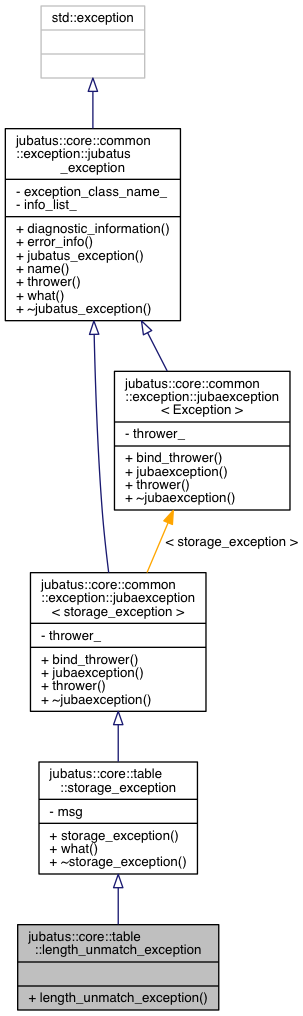 std::exception
jubatus::core::common
::exception::jubatus
_exception
- exception_class_name_
- info_list_
+ diagnostic_information()
+ error_info()
+ jubatus_exception()
+ name()
+ thrower()
+ what()
+ ~jubatus_exception()
jubatus::core::common
::exception::jubaexception
< Exception >
- thrower_
+ bind_thrower()
+ jubaexception()
+ thrower()
+ ~jubaexception()
< storage_exception >
jubatus::core::common
::exception::jubaexception
< storage_exception >
- thrower_
+ bind_thrower()
+ jubaexception()
+ thrower()
+ ~jubaexception()
jubatus::core::table
::storage_exception
- msg
+ storage_exception()
+ what()
+ ~storage_exception()
jubatus::core::table
::length_unmatch_exception
+ length_unmatch_exception()